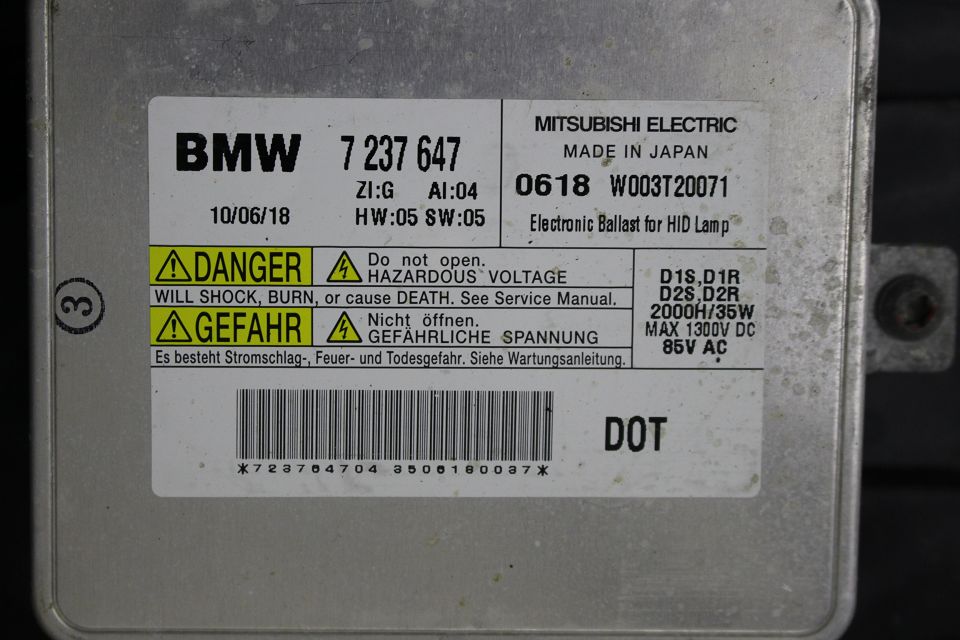 BMW 7 237 647
ZI:G AI:04
10/06/18 HW:05 SW:05
MITSUBISHI ELECTRIC
MADE IN JAPAN
0618 W003T20071
Electronic Ballast for HID Lamp
DANGER
Do not open.
HAZARDOUS VOLTAGE
WILL SHOCK, BURN, or cause DEATH. See Service Manual.
GEFAHR
Nicht öffnen.
GEFÄHRLICHE SPANNUNG
Es besteht Stromschlag-, Feuer- und Todesgefahr. Siehe Wartungsanleitung.
D1S,D1R
D2S,D2R
2000H/35W
MAX 1300V DC
85V AC
3
DOT
*723764704 3506180037*